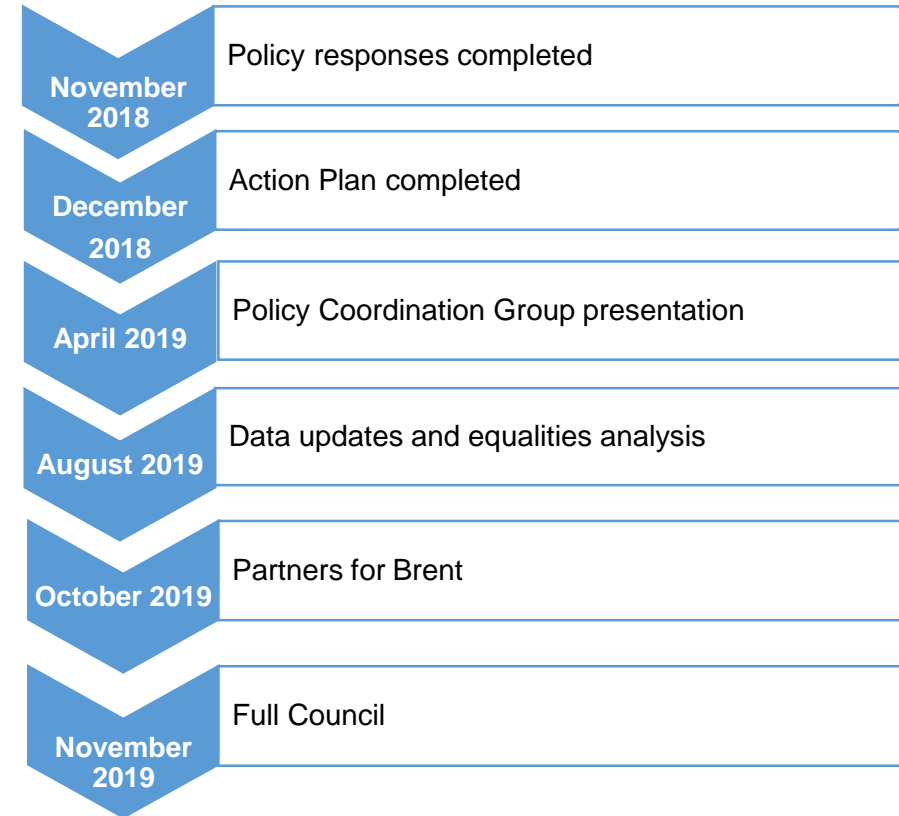 November
2018
Policy responses completed
December
2018
Action Plan completed
April 2019
Policy Coordination Group presentation
August 2019
Data updates and equalities analysis
October 2019
Partners for Brent
November
2019
Full Council